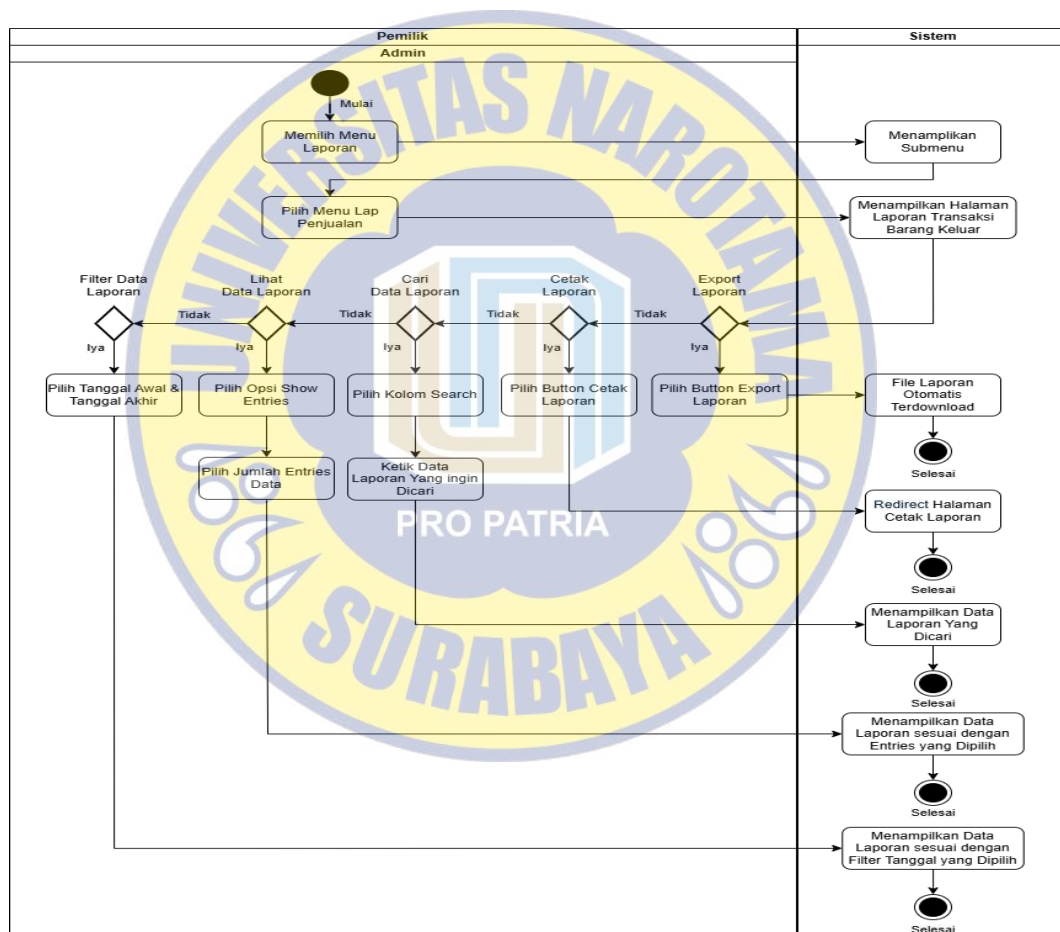 Pemilik
Sistem
Admin
Mulai
Memilih Menu
Laporan
Menamplikan
Submenu
Pilih Menu Lap
Penjualan
Menampilkan Halaman
Laporan Transaksi
Barang Keluar
Filter Data
Laporan
Lihat
Data Laporan
Cari
Data Laporan
Cetak
Laporan
Export
Laporan
Tidak
Tidak
Tidak
Tidak
Iya
Iya
Iya
Iya
Iya
Pilih Tanggal Awal &
Tanggal Akhir
Pilih Opsi Show
Entries
Pilih Kolom Search
Pilih Button Cetak
Laporan
Pilih Button Export
Laporan
File Laporan
Otomatis
Terdownload
Selesai
Pilih Jumlah Entries
Data
Ketik Data
Laporan Yang ingin
Dicari
Redirect Halaman
Cetak Laporan
Selesai
Menampilkan Data
Laporan Yang
Dicari
Selesai
Menampilkan Data
Laporan sesuai dengan
Entries yang Dipilih
Selesai
Menampilkan Data
Laporan sesuai dengan
Filter Tanggal yang Dipilih
Selesai
UNIVERSITAS NAROTAMA
PRO PATRIA
SURABAYA